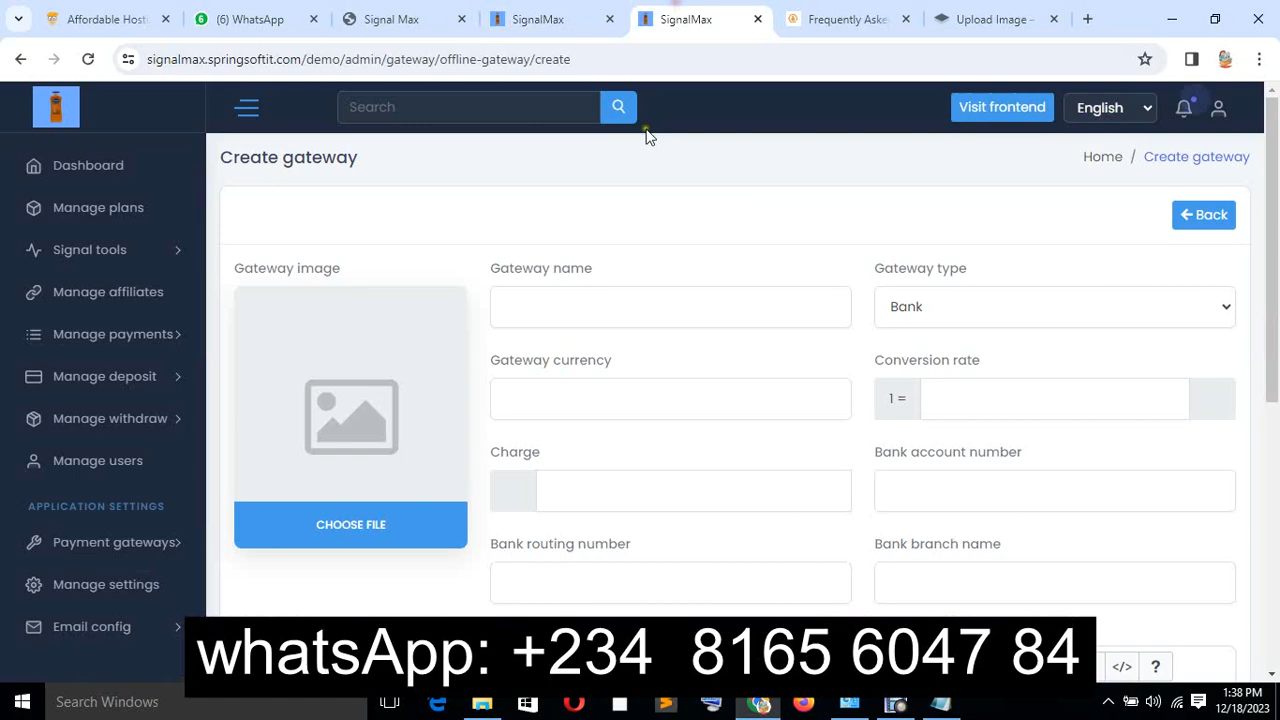 Affordable Host
(6) WhatsApp
Signal Max
SignalMax
SignalMax
Frequently Aske
Upload Image –
signalmax.springsoftit.com/demo/admin/gateway/offline-gateway/create
Search
Visit frontend
English
Dashboard
Manage plans
Signal tools
Manage affiliates
Manage payments
Manage deposit
Manage withdraw
Manage users
APPLICATION SETTINGS
Payment gateways
Manage settings
Email config
Create gateway
Home / Create gateway
Back
Gateway image
CHOOSE FILE
Gateway name
Gateway type
Bank
Gateway currency
Conversion rate
1 =
Charge
Bank account number
Bank routing number
Bank branch name
</>
?
whatsApp: +234 8165 6047 84
Search Windows
1:38 PM
12/18/2023